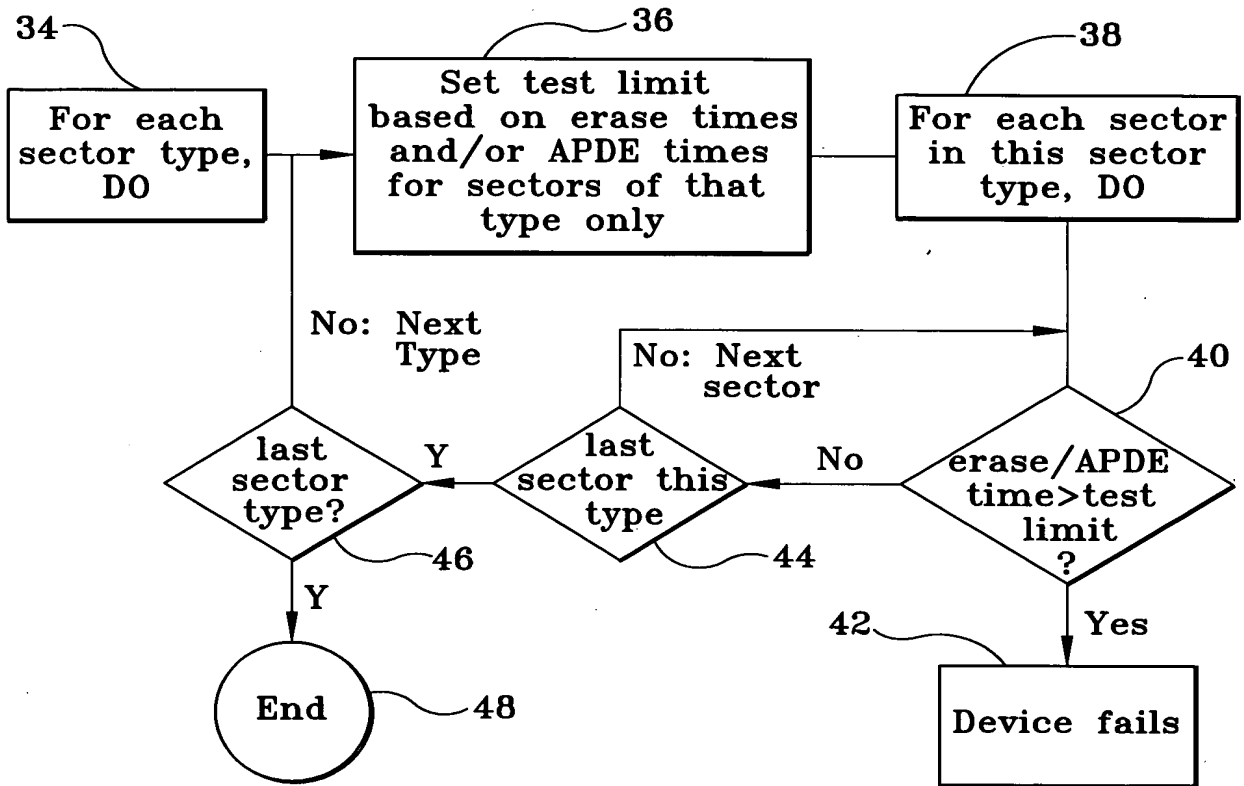 34
For each
sector type,
DO
36
Set test limit
based on erase times
and/or APDE times
for sectors of that
type only
38
For each sector
in this sector
type, DO
No: Next
Type
No: Next
sector
40
erase/APDE
time>test
limit
?
No
last
sector this
type
44
Y
last
sector
type?
46
Y
End
48
Yes
42
Device fails